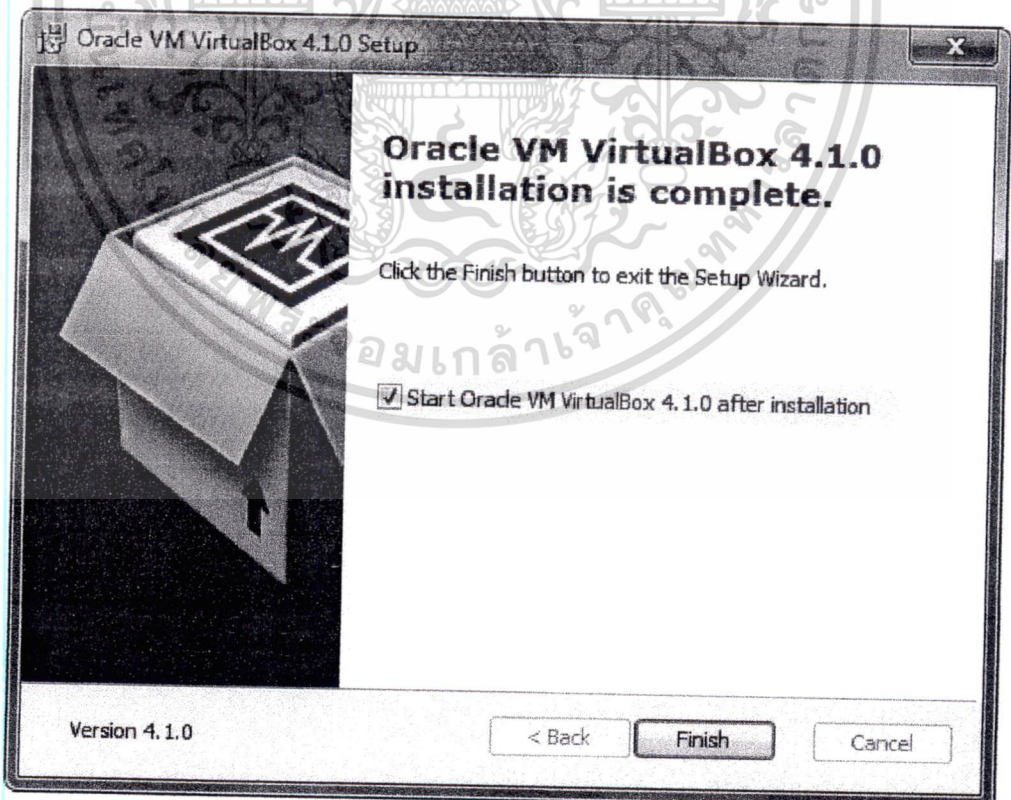 Oracle VM VirtualBox 4.1.0 Setup
Oracle VM VirtualBox 4.1.0
installation is complete.
Click the Finish button to exit the Setup Wizard.
Start Oracle VM VirtualBox 4.1.0 after installation
Version 4.1.0
< Back
Finish
Cancel